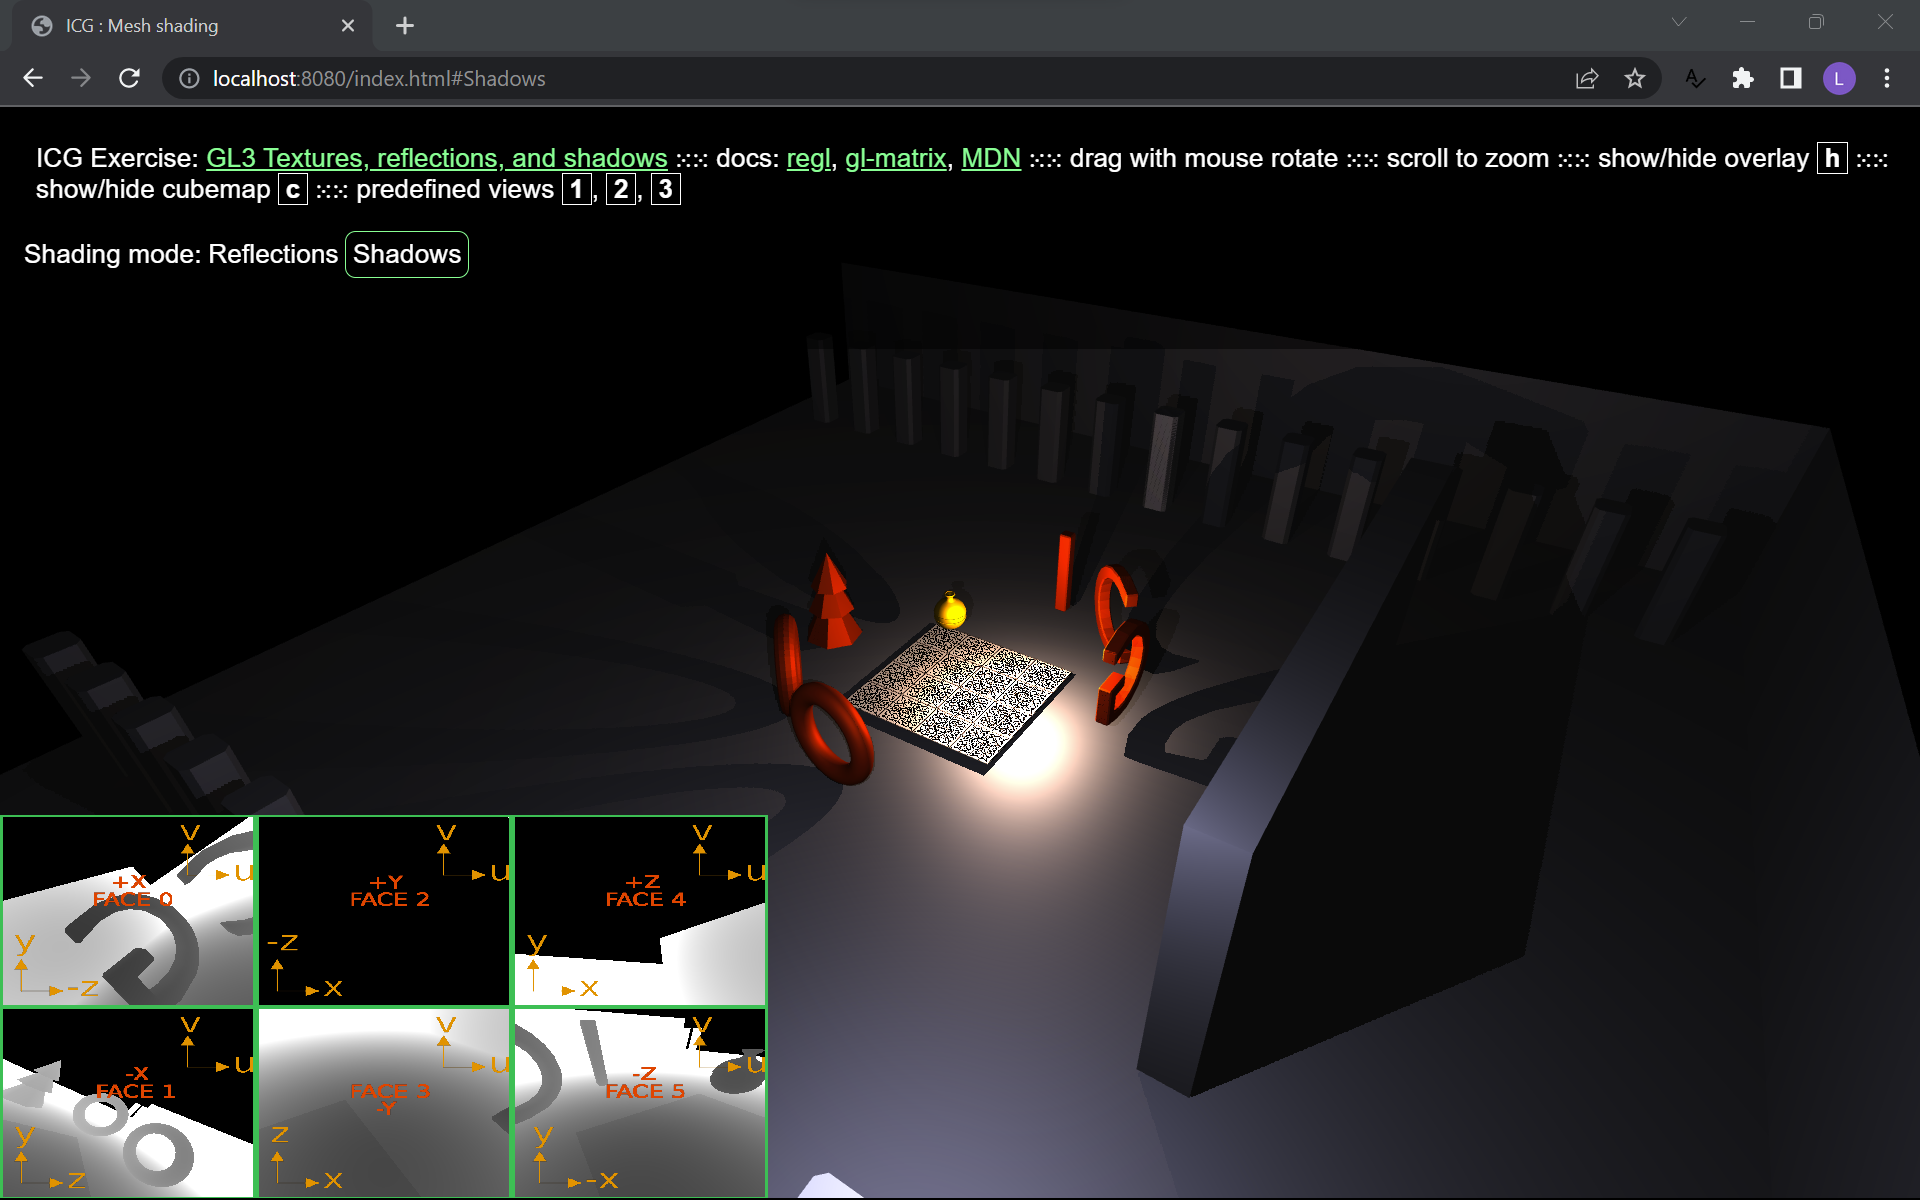 ICG : Mesh shading
localhost:8080/index.html#Shadows
L
ICG Exercise: GL3 Textures, reflections, and shadows ::::: docs: regl, gl-matrix, MDN ::::: drag with mouse rotate ::::: scroll to zoom ::::: show/hide overlay h :::::
show/hide cubemap c ::::: predefined views 1, 2, 3
Shading mode: Reflections Shadows
I
C
G
v
u
+X
FACE 0
y
-z
v
u
+Y
FACE 2
-z
x
v
u
+Z
FACE 4
y
x
v
u
-X
FACE 1
y
z
v
u
FACE 3
-Y
z
x
v
u
-Z
FACE 5
y
-x